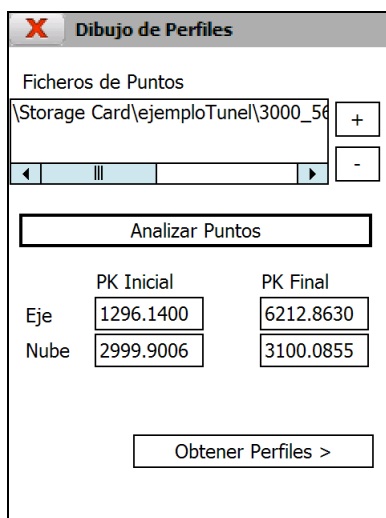 X Dibujo de Perfiles
Ficheros de Puntos
\Storage Card\ejemploTunel\3000_56
+
-
Analizar Puntos
PK Inicial PK Final
Eje 1296.1400 6212.8630
Nube 2999.9006 3100.0855
Obtener Perfiles >